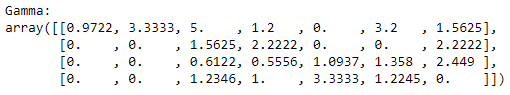 Gamma:
array([[0.9722, 3.3333, 5.    , 1.2   , 0.    , 3.2   , 1.5625],
       [0.    , 0.    , 1.5625, 2.2222, 0.    , 0.    , 2.2222],
       [0.    , 0.    , 0.6122, 0.5556, 1.0937, 1.358 , 2.449 ],
       [0.    , 0.    , 1.2346, 1.    , 3.3333, 1.2245, 0.    ]])